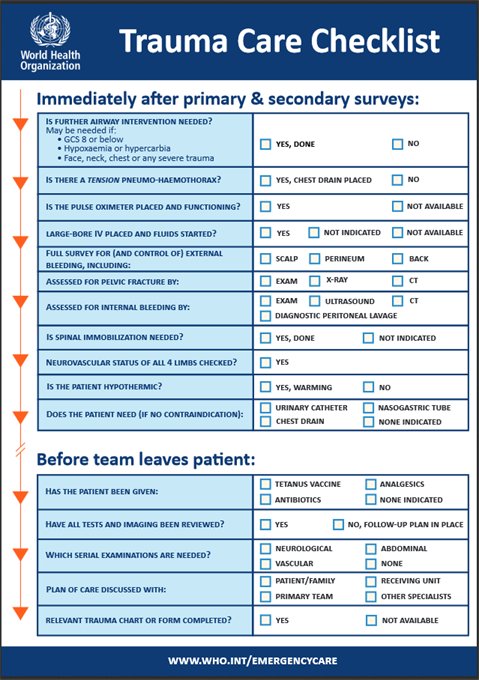 World Health
Organization
Trauma Care Checklist
Immediately after primary & secondary surveys:
IS FURTHER AIRWAY INTERVENTION NEEDED?
May be needed if:
• GCS 8 or below
• Hypoxaemia or hypercarbia
• Face, neck, chest or any severe trauma
YES, DONE NO
IS THERE A TENSION PNEUMO-HAEMOTHORAX?
YES, CHEST DRAIN PLACED NO
IS THE PULSE OXIMETER PLACED AND FUNCTIONING?
YES NOT AVAILABLE
LARGE-BORE IV PLACED AND FLUIDS STARTED?
YES NOT INDICATED NOT AVAILABLE
FULL SURVEY FOR (AND CONTROL OF) EXTERNAL
BLEEDING, INCLUDING:
SCALP PERINEUM BACK
ASSESSED FOR PELVIC FRACTURE BY:
EXAM X-RAY CT
ASSESSED FOR INTERNAL BLEEDING BY:
EXAM ULTRASOUND CT
DIAGNOSTIC PERITONEAL LAVAGE
IS SPINAL IMMOBILIZATION NEEDED?
YES, DONE NOT INDICATED
NEUROVASCULAR STATUS OF ALL 4 LIMBS CHECKED?
YES
IS THE PATIENT HYPOTHERMIC?
YES, WARMING NO
DOES THE PATIENT NEED (IF NO CONTRAINDICATION):
URINARY CATHETER NASOGASTRIC TUBE
CHEST DRAIN NONE INDICATED
Before team leaves patient:
HAS THE PATIENT BEEN GIVEN:
TETANUS VACCINE ANALGESICS
ANTIBIOTICS NONE INDICATED
HAVE ALL TESTS AND IMAGING BEEN REVIEWED?
YES NO, FOLLOW-UP PLAN IN PLACE
WHICH SERIAL EXAMINATIONS ARE NEEDED?
NEUROLOGICAL ABDOMINAL
VASCULAR NONE
PLAN OF CARE DISCUSSED WITH:
PATIENT/FAMILY RECEIVING UNIT
PRIMARY TEAM OTHER SPECIALISTS
RELEVANT TRAUMA CHART OR FORM COMPLETED?
YES NOT AVAILABLE
WWW.WHO.INT/EMERGENCYCARE